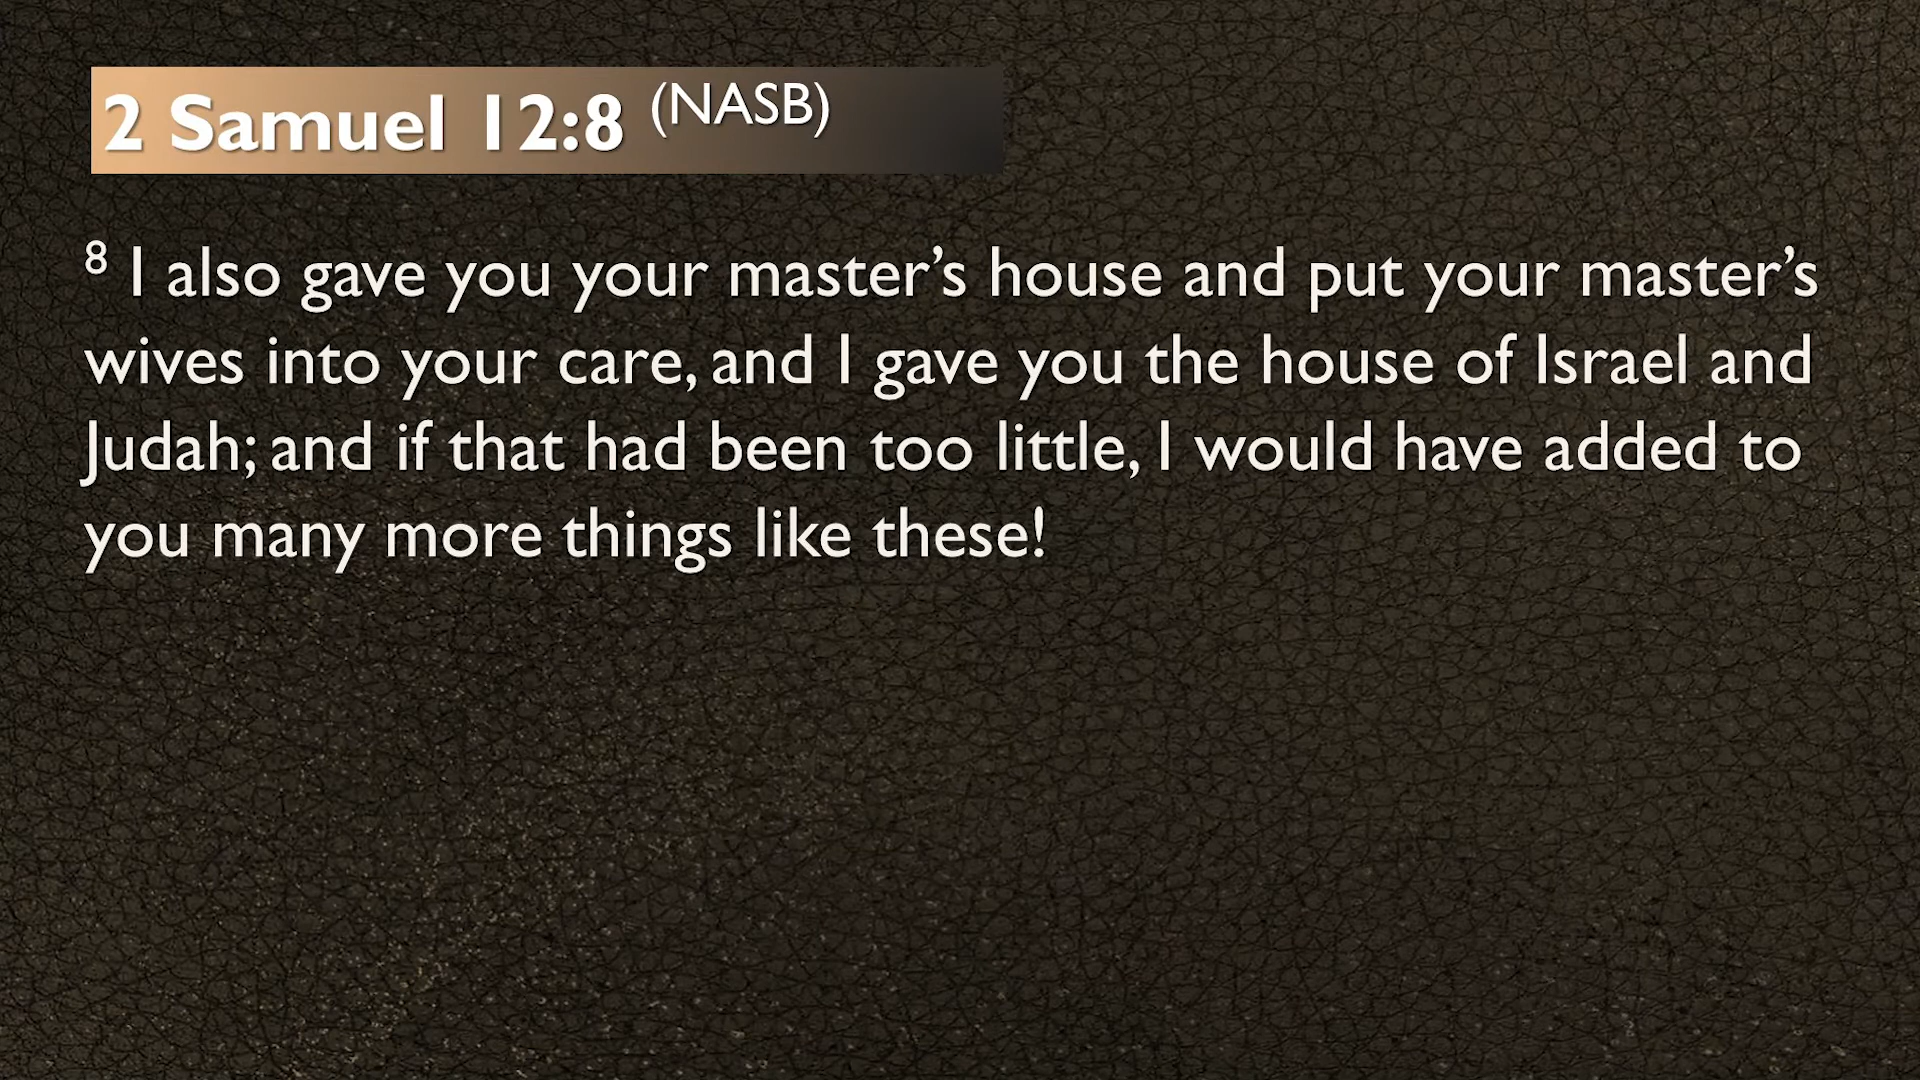 2 Samuel 12:8 (NASB)
8 I also gave you your master’s house and put your master’s
wives into your care, and I gave you the house of Israel and
Judah; and if that had been too little, I would have added to
you many more things like these!